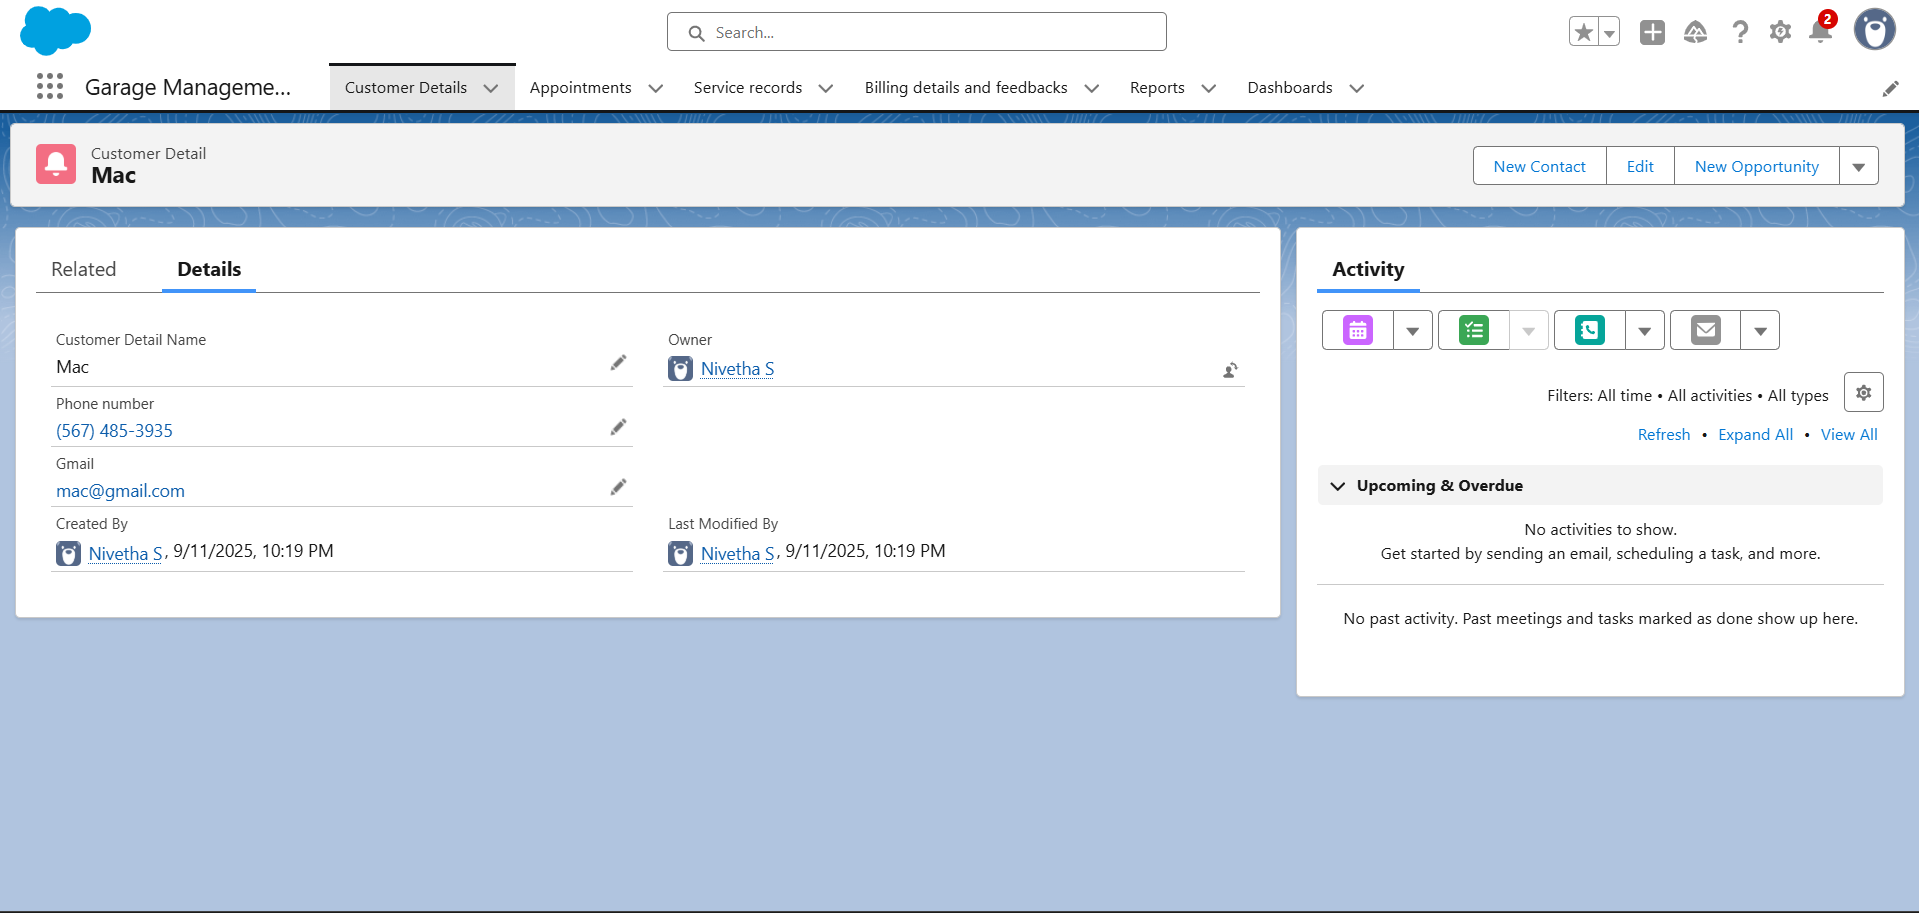 Search...
2
Garage Manageme...
Customer Details
Appointments
Service records
Billing details and feedbacks
Reports
Dashboards
Customer Detail
Mac
New Contact
Edit
New Opportunity
Related
Details
Customer Detail Name
Mac
Owner
Nivetha S
Phone number
(567) 485-3935
Gmail
mac@gmail.com
Created By
Nivetha S, 9/11/2025, 10:19 PM
Last Modified By
Nivetha S, 9/11/2025, 10:19 PM
Activity
Filters: All time • All activities • All types
Refresh • Expand All • View All
Upcoming & Overdue
No activities to show.
Get started by sending an email, scheduling a task, and more.
No past activity. Past meetings and tasks marked as done show up here.